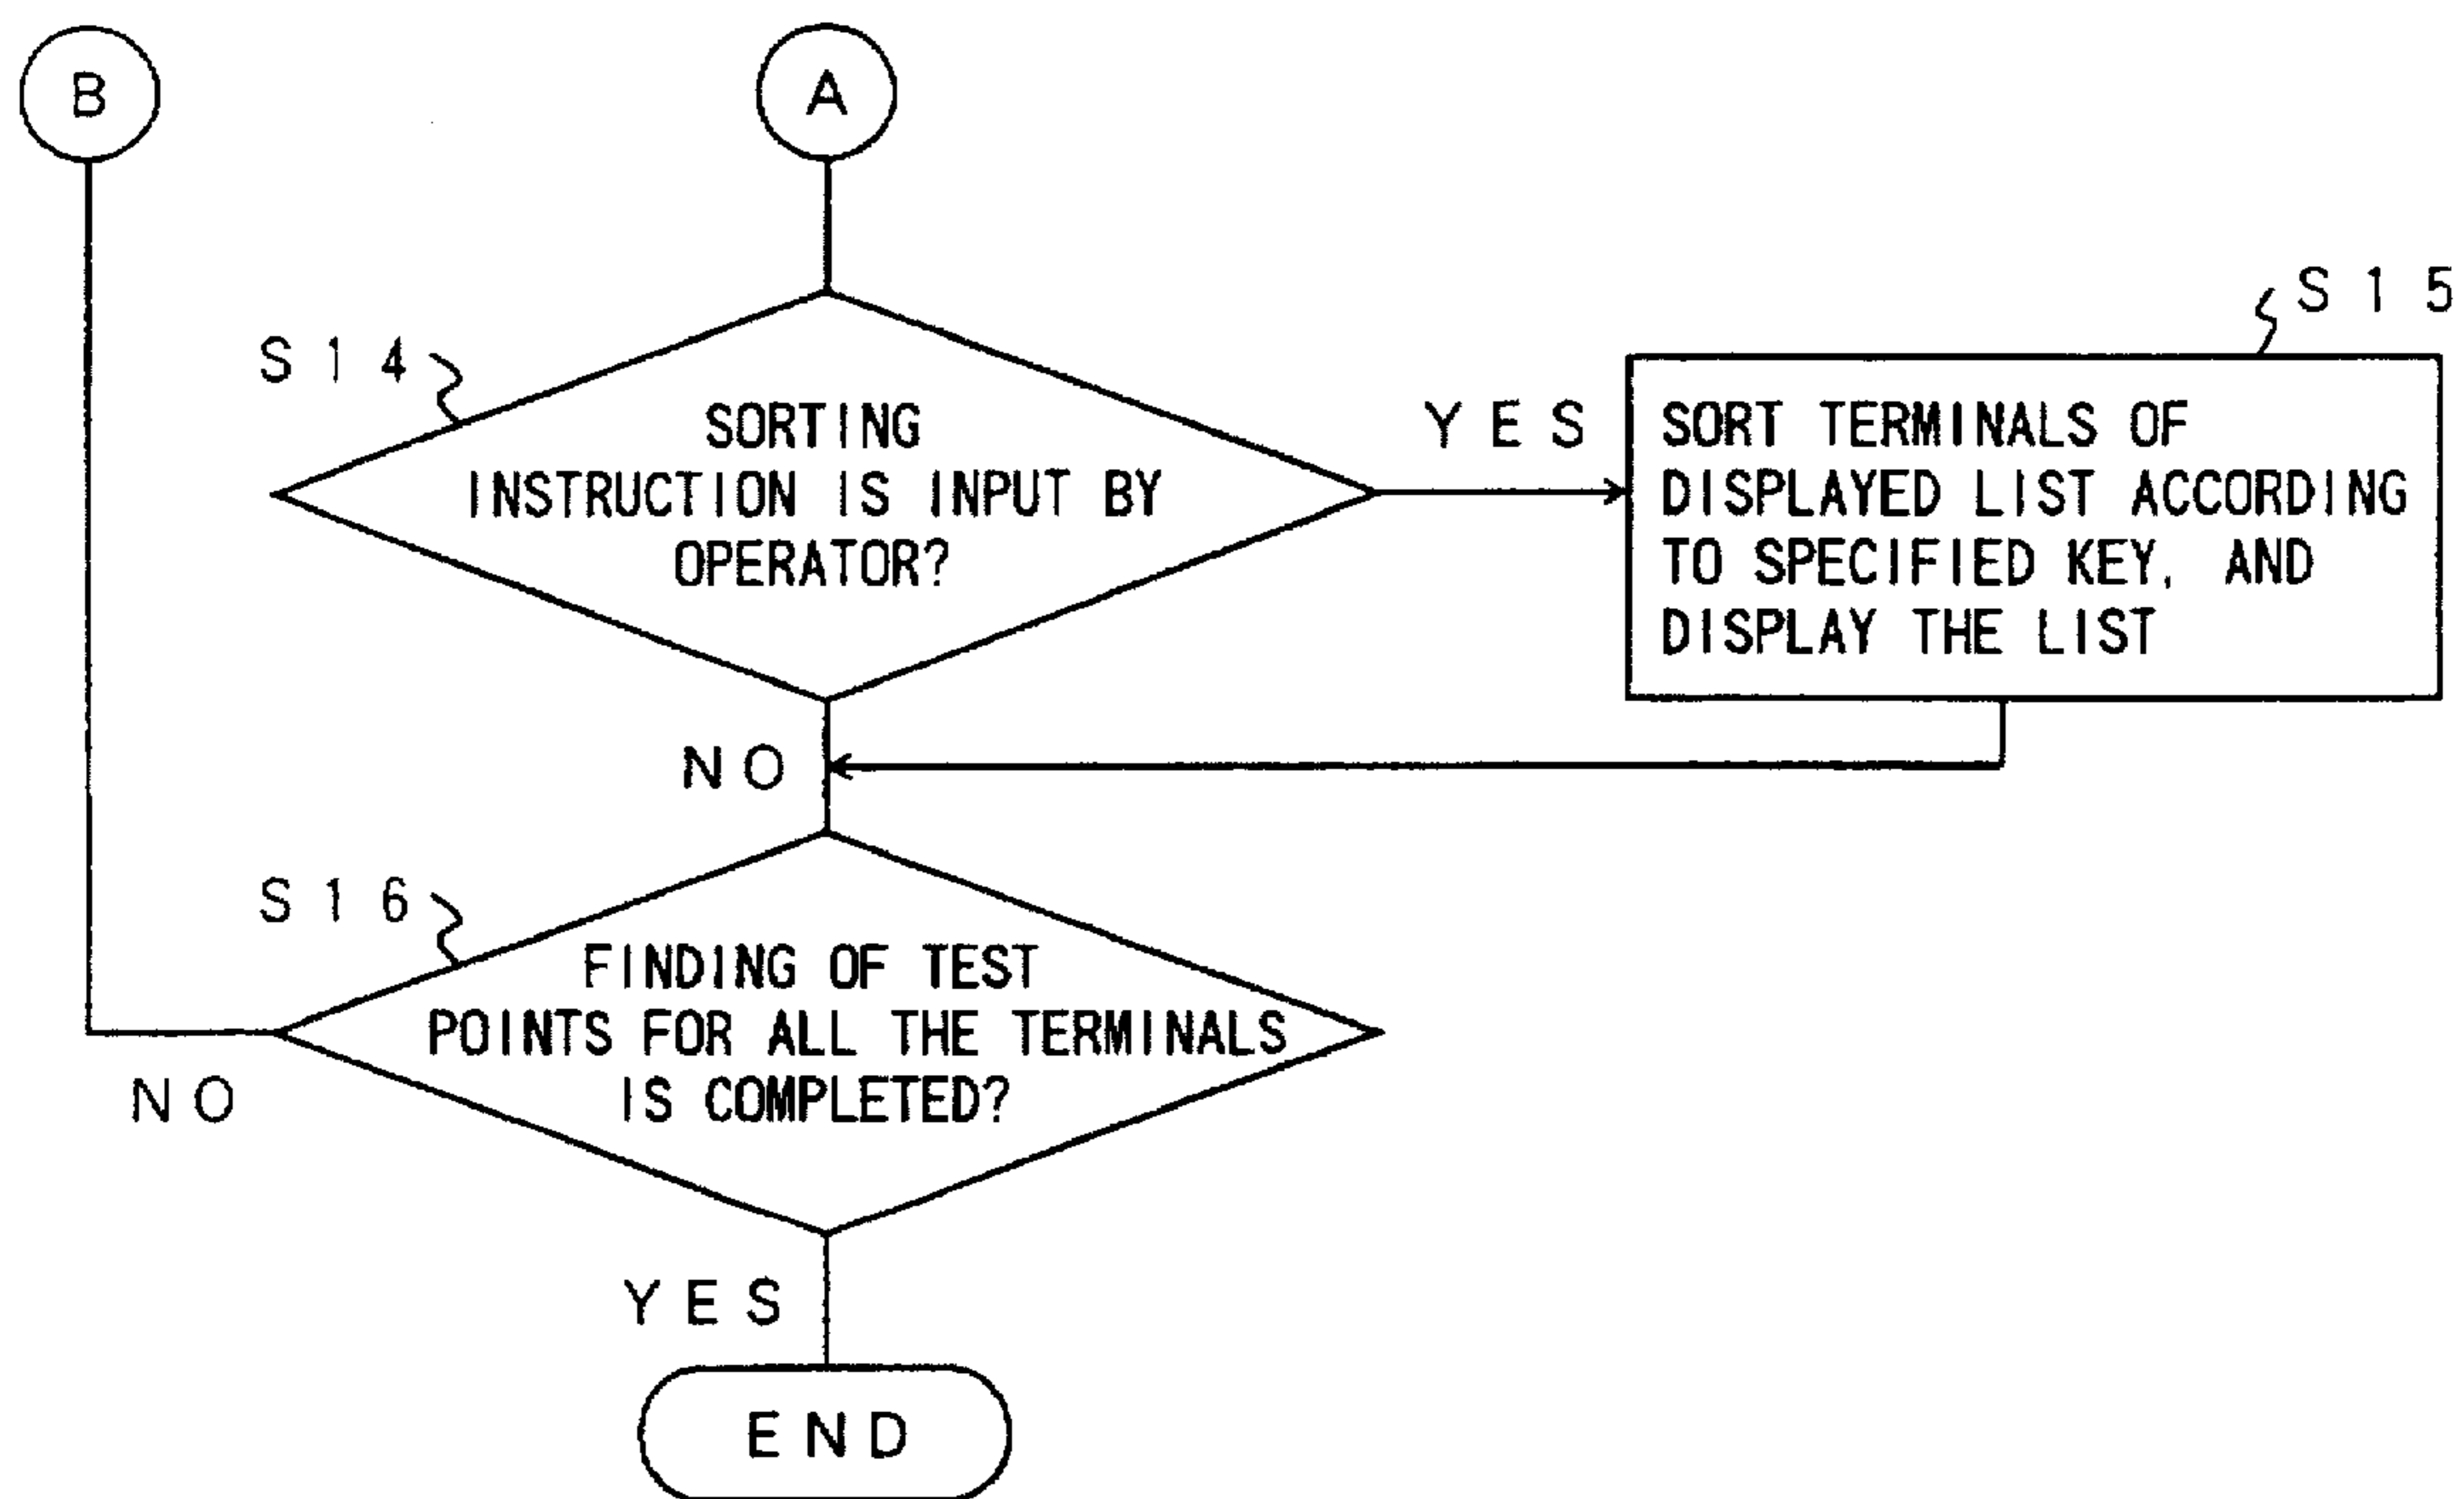 B
A
S14
SORTING
INSTRUCTION IS INPUT BY
OPERATOR?
YES
S15
SORT TERMINALS OF
DISPLAYED LIST ACCORDING
TO SPECIFIED KEY, AND
DISPLAY THE LIST
NO
S16
FINDING OF TEST
POINTS FOR ALL THE TERMINALS
IS COMPLETED?
NO
YES
END